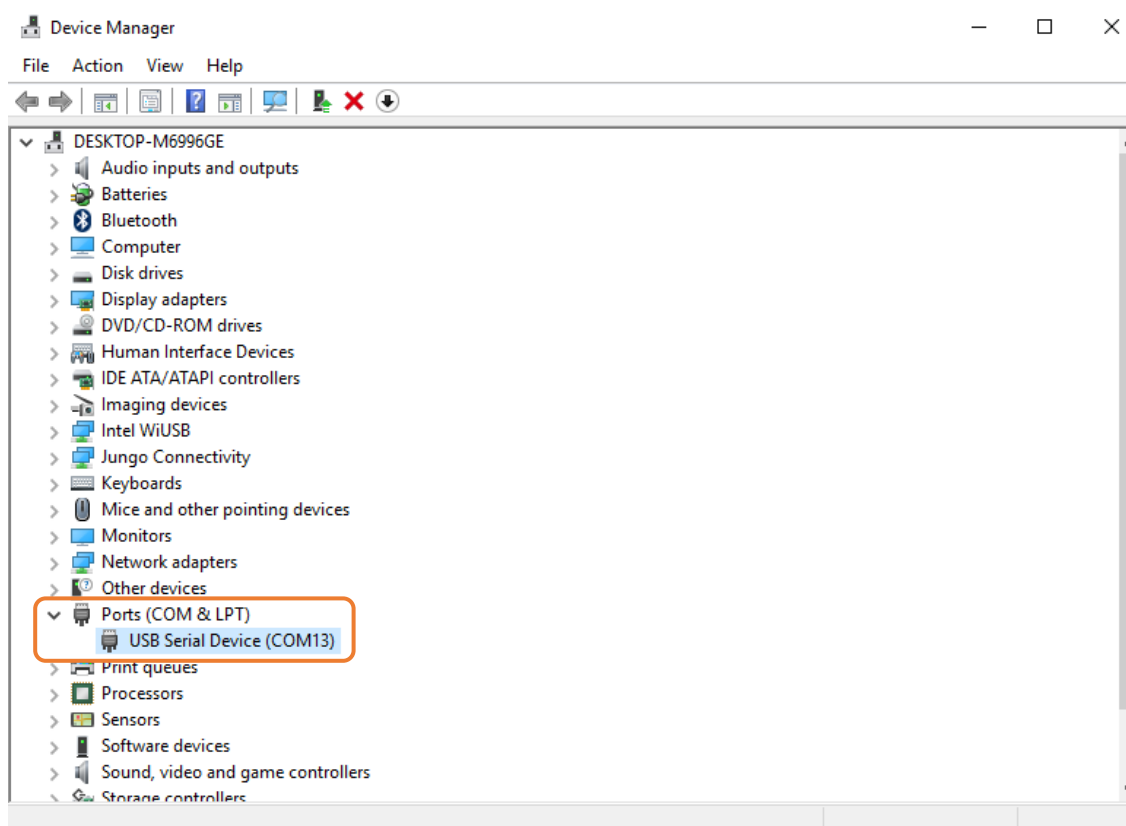 Device Manager
File Action View Help
DESKTOP-M6996GE
Audio inputs and outputs
Batteries
Bluetooth
Computer
Disk drives
Display adapters
DVD/CD-ROM drives
Human Interface Devices
IDE ATA/ATAPI controllers
Imaging devices
Intel WiUSB
Jungo Connectivity
Keyboards
Mice and other pointing devices
Monitors
Network adapters
Other devices
Ports (COM & LPT)
USB Serial Device (COM13)
Print queues
Processors
Sensors
Software devices
Sound, video and game controllers
Storage controllers